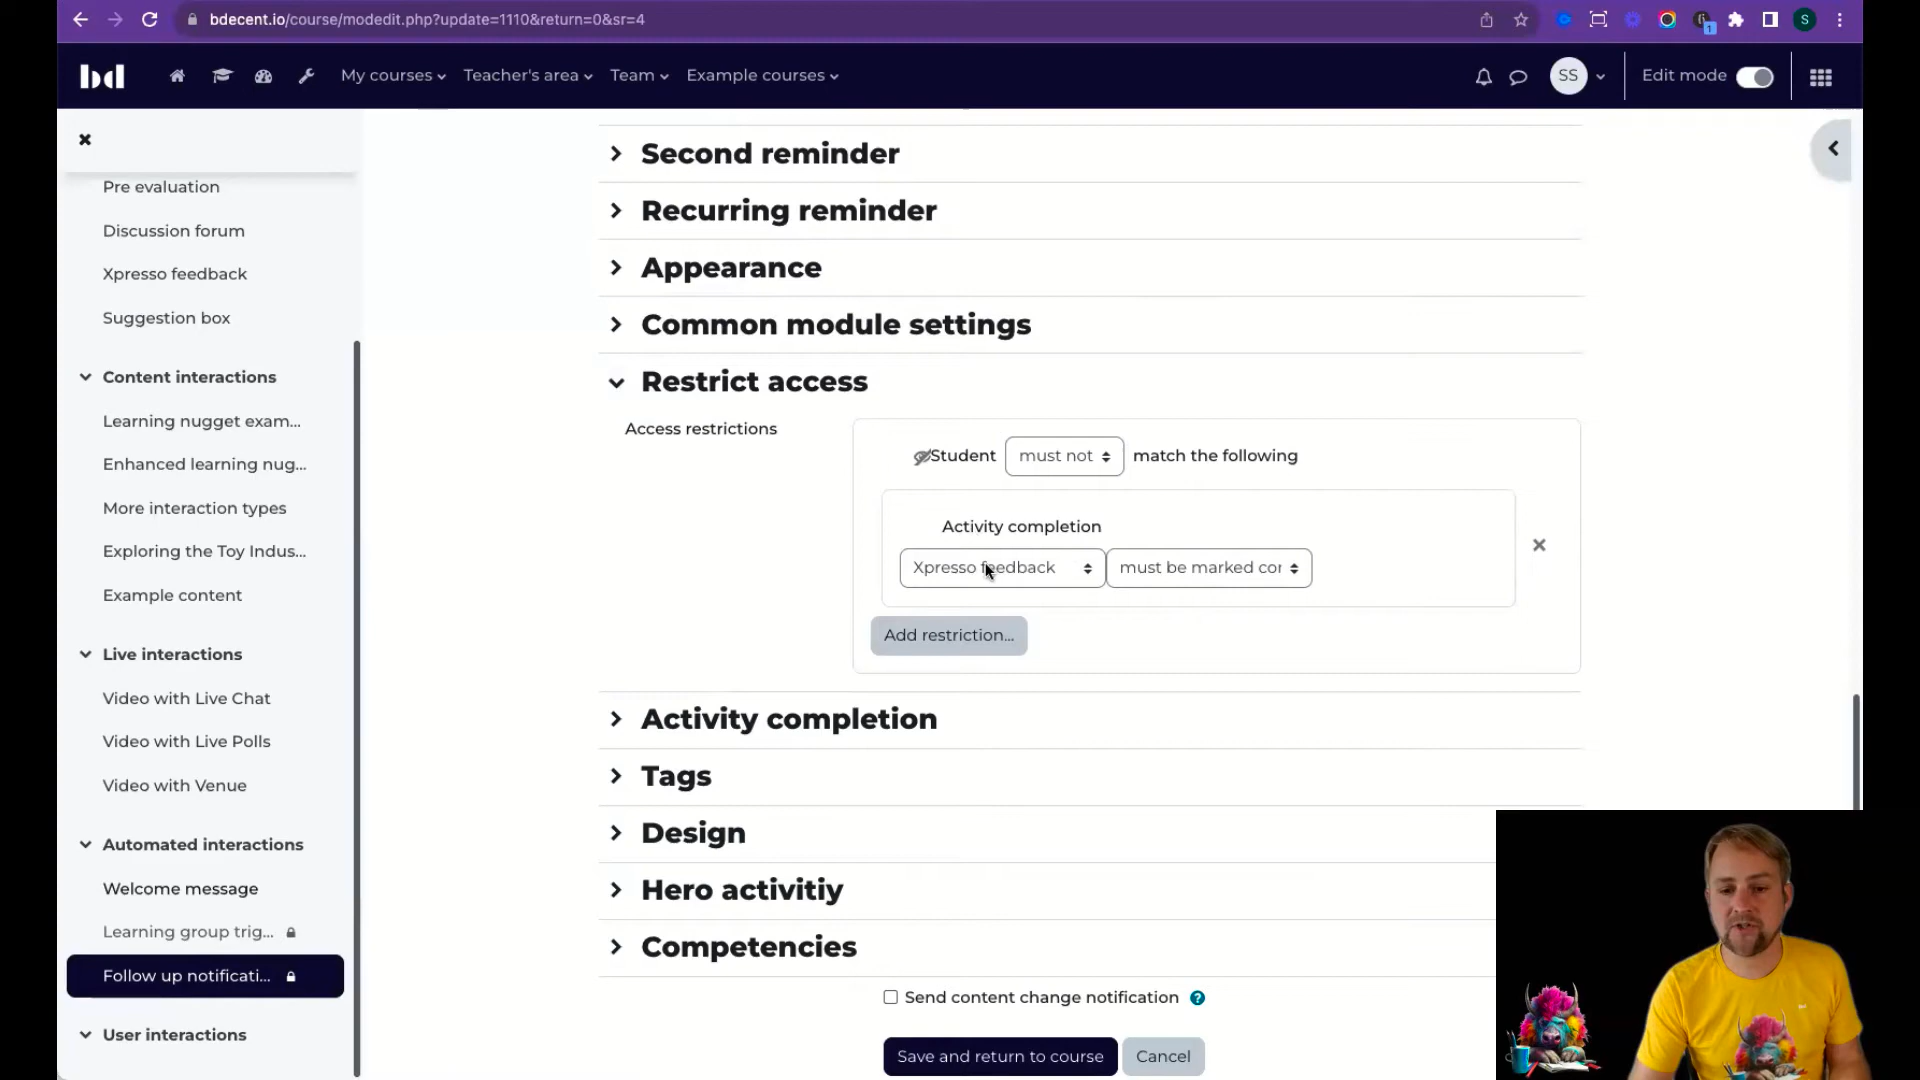 bdecent.io/course/modedit.php?update=1110&return=0&sr=4
S
1
bd
My courses
Teacher's area
Team
Example courses
SS
Edit mode
Pre evaluation
Discussion forum
Xpresso feedback
Suggestion box
Content interactions
Learning nugget exam...
Enhanced learning nug...
More interaction types
Exploring the Toy Indus...
Example content
Live interactions
Video with Live Chat
Video with Live Polls
Video with Venue
Automated interactions
Welcome message
Learning group trig...
Follow up notificati...
User interactions
Second reminder
Recurring reminder
Appearance
Common module settings
Restrict access
Access restrictions
Student must not match the following
Activity completion
Xpresso feedback must be marked cor
Add restriction...
Activity completion
Tags
Design
Hero activitiy
Competencies
Send content change notification ?
Save and return to course Cancel